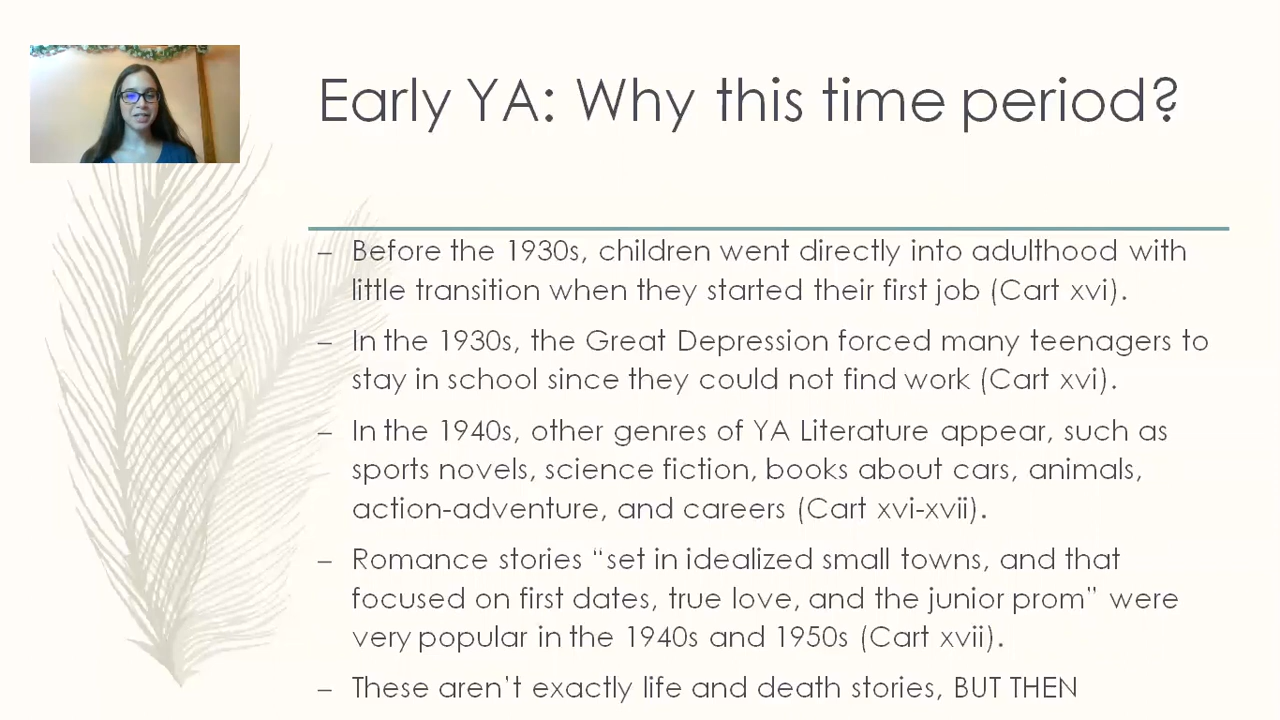 Early YA: Why this time period?
– Before the 1930s, children went directly into adulthood with
little transition when they started their first job (Cart xvi).
– In the 1930s, the Great Depression forced many teenagers to
stay in school since they could not find work (Cart xvi).
– In the 1940s, other genres of YA Literature appear, such as
sports novels, science fiction, books about cars, animals,
action-adventure, and careers (Cart xvi-xvii).
– Romance stories “set in idealized small towns, and that
focused on first dates, true love, and the junior prom” were
very popular in the 1940s and 1950s (Cart xvii).
– These aren’t exactly life and death stories, BUT THEN